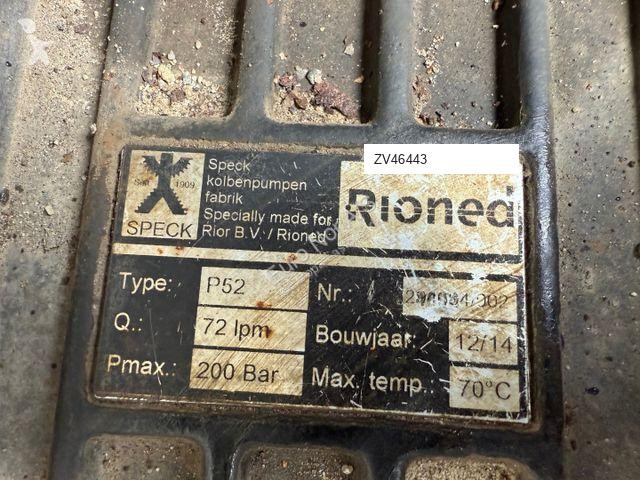 ZV46443
Seit 1909
SPECK
Speck
kolbenpumpen
fabrik
Specially made for
Rior B.V. / Rioned
Rioned
Type: P52
Nr.:
Q.: 72 lpm
Bouwjaar: 12/14
Pmax.: 200 Bar
Max. temp.: 70°C